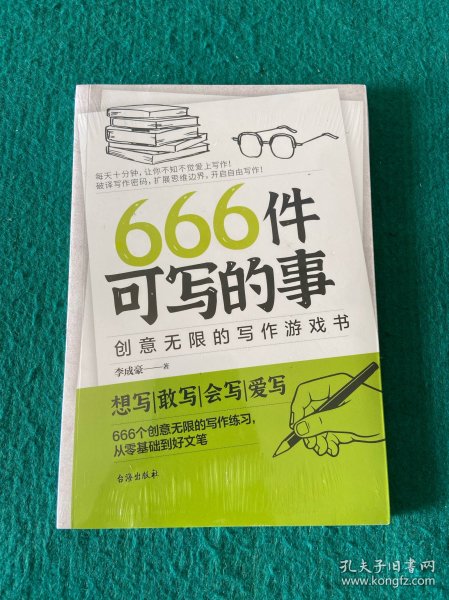 每天十分钟，让你不知不觉爱上写作！
破译写作密码，扩展思维边界，开启自由写作！
666件
可写的事
创意无限的写作游戏书
李成豪——著
想写|敢写|会写|爱写
666个创意无限的写作练习，
从零基础到好文笔
台海出版社
孔夫子旧书网
www.kongfz.com